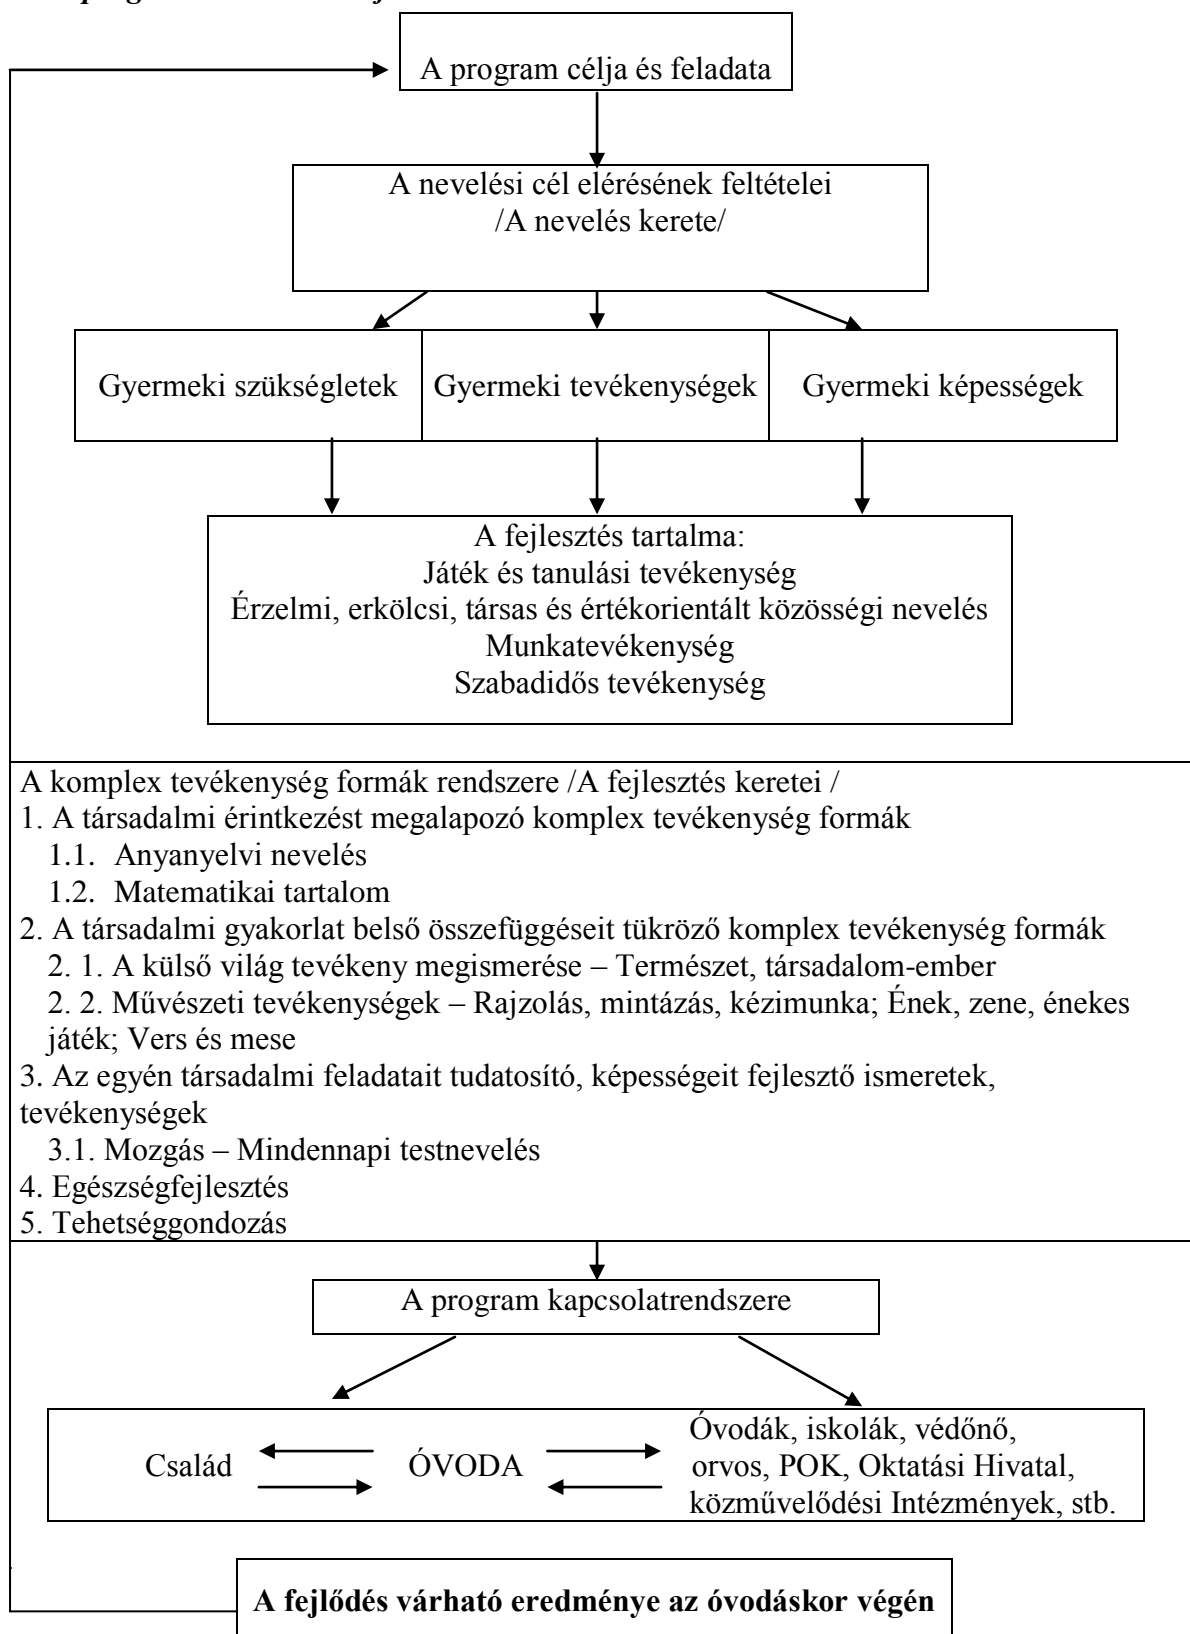 A program célja és feladata
A nevelési cél elérésének feltételei
/A nevelés kerete/
Gyermeki szükségletek
Gyermeki tevékenységek
Gyermeki képességek
A fejlesztés tartalma:
Játék és tanulási tevékenység
Érzelmi, erkölcsi, társas és értékorientált közösségi nevelés
Munkatevékenység
Szabadidős tevékenység
A komplex tevékenység formák rendszere /A fejlesztés keretei /
1. A társadalmi érintkezést megalapozó komplex tevékenység formák
1.1. Anyanyelvi nevelés
1.2. Matematikai tartalom
2. A társadalmi gyakorlat belső összefüggéseit tükröző komplex tevékenység formák
2. 1. A külső világ tevékeny megismerése – Természet, társadalom-ember
2. 2. Művészeti tevékenységek – Rajzolás, mintázás, kézimunka; Ének, zene, énekes
játék; Vers és mese
3. Az egyén társadalmi feladatait tudatosító, képességeit fejlesztő ismeretek,
tevékenységek
3.1. Mozgás – Mindennapi testnevelés
4. Egészségfejlesztés
5. Tehetséggondozás
A program kapcsolatrendszere
Család
ÓVODA
Óvodák, iskolák, védőnő,
orvos, POK, Oktatási Hivatal,
közművelődési Intézmények, stb.
A fejlődés várható eredménye az óvodáskor végén